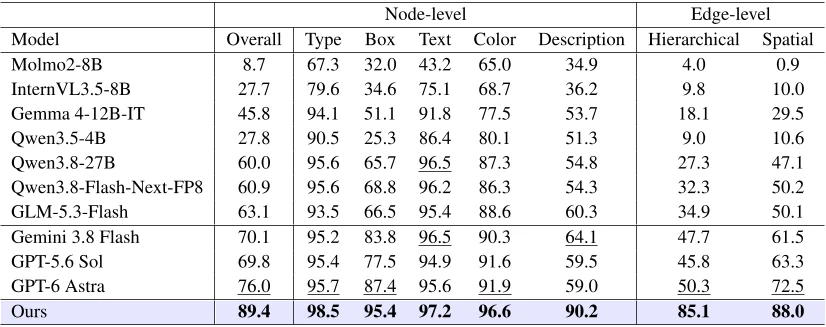 Node-level Edge-level
Model Overall Type Box Text Color Description Hierarchical Spatial
Molmo2-8B 8.7 67.3 32.0 43.2 65.0 34.9 4.0 0.9
InternVL3.5-8B 27.7 79.6 34.6 75.1 68.7 36.2 9.8 10.0
Gemma 4-12B-IT 45.8 94.1 51.1 91.8 77.5 53.7 18.1 29.5
Qwen3.5-4B 27.8 90.5 25.3 86.4 80.1 51.3 9.0 10.6
Qwen3.8-27B 60.0 95.6 65.7 96.5 87.3 54.8 27.3 47.1
Qwen3.8-Flash-Next-FP8 60.9 95.6 68.8 96.2 86.3 54.3 32.3 50.2
GLM-5.3-Flash 63.1 93.5 66.5 95.4 88.6 60.3 34.9 50.1
Gemini 3.8 Flash 70.1 95.2 83.8 96.5 90.3 64.1 47.7 61.5
GPT-5.6 Sol 69.8 95.4 77.5 94.9 91.6 59.5 45.8 63.3
GPT-6 Astra 76.0 95.7 87.4 95.6 91.9 59.0 50.3 72.5
Ours 89.4 98.5 95.4 97.2 96.6 90.2 85.1 88.0